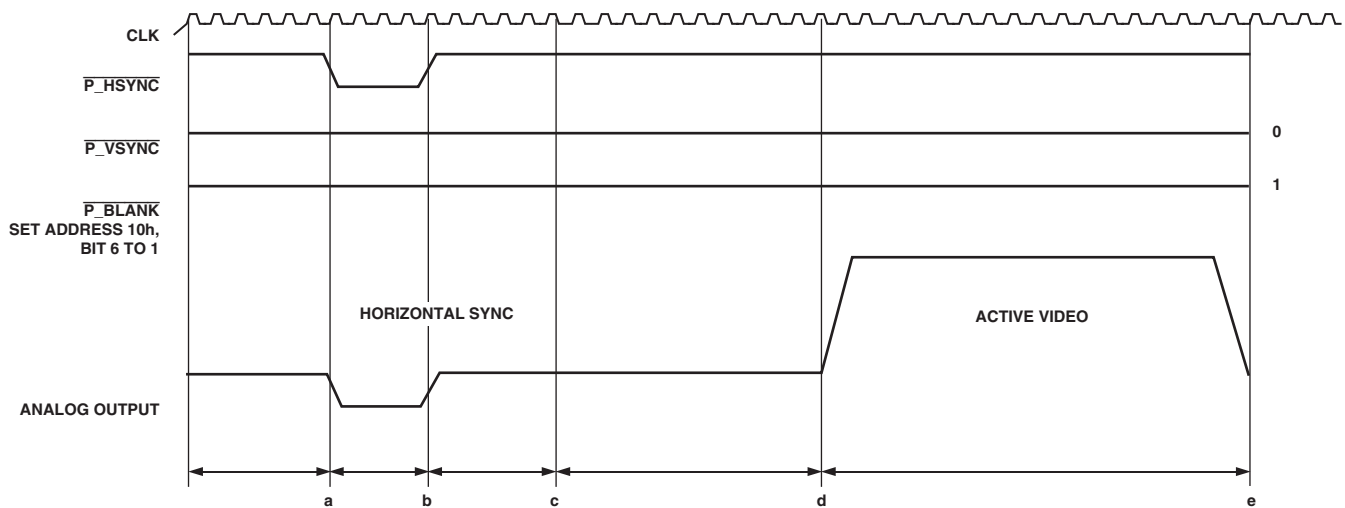 CLK
P_HSYNC
P_VSYNC
0
P_BLANK
1
SET ADDRESS 10h,
BIT 6 TO 1
HORIZONTAL SYNC
ACTIVE VIDEO
ANALOG OUTPUT
a b c d e